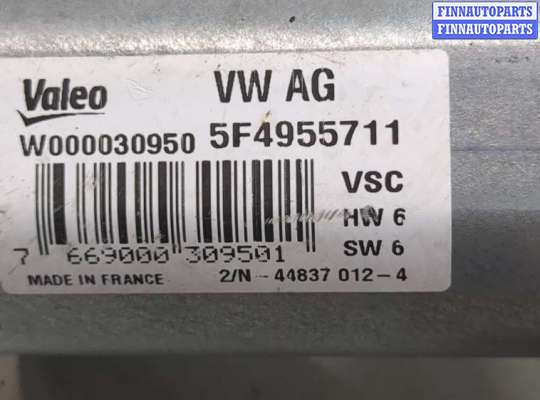 FINNAUTOPARTS
FINNAUTOPARTS
Valeo VW AG
W000030950 5F4955711
VSC
HW 6
7 669000 309501 SW 6
MADE IN FRANCE 2/N - 44837 012-4